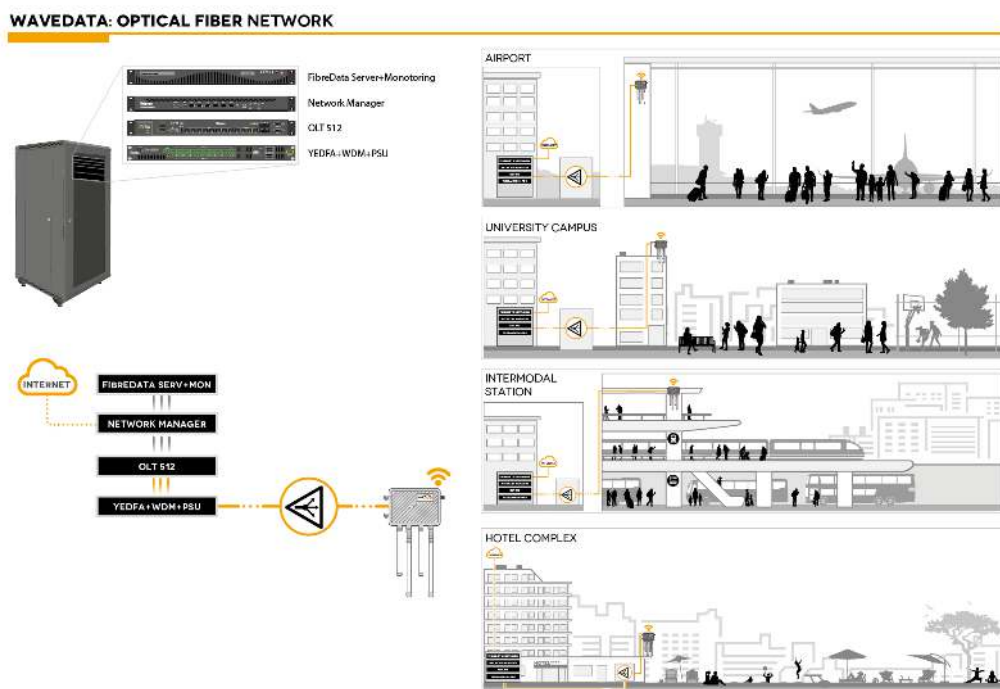 WAVEDATA: OPTICAL FIBER NETWORK
FibreData Server+Monotoring
Network Manager
OLT 512
YEDFA+WDM+PSU
INTERNET
FIBREDATA SERV+MON
NETWORK MANAGER
OLT 512
YEDFA+WDM+PSU
AIRPORT
UNIVERSITY CAMPUS
INTERMODAL
STATION
HOTEL COMPLEX